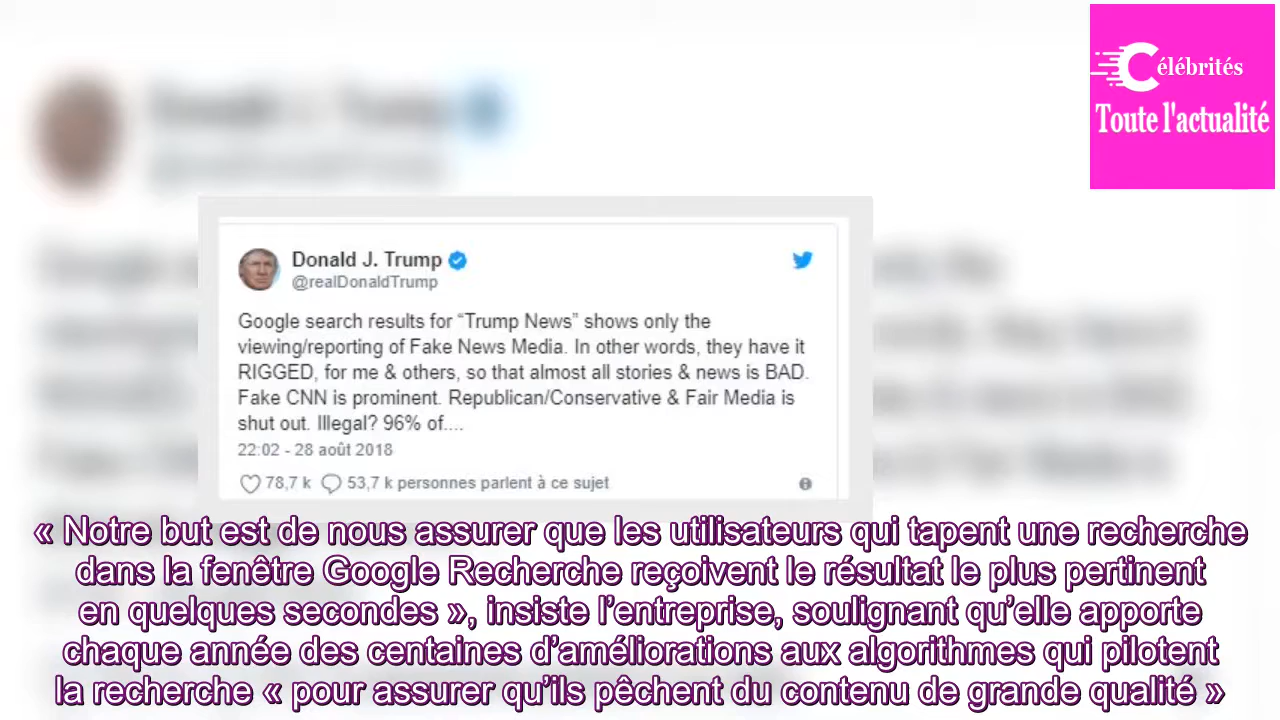 Célébrités
Toute l'actualité
Donald J. Trump
@realDonaldTrump
Google search results for “Trump News” shows only the
viewing/reporting of Fake News Media. In other words, they have it
RIGGED, for me & others, so that almost all stories & news is BAD.
Fake CNN is prominent. Republican/Conservative & Fair Media is
shut out. Illegal? 96% of....
22:02 - 28 août 2018
78,7 k 53,7 k personnes parlent à ce sujet
« Notre but est de nous assurer que les utilisateurs qui tapent une recherche
dans la fenêtre Google Recherche reçoivent le résultat le plus pertinent
en quelques secondes », insiste l’entreprise, soulignant qu’elle apporte
chaque année des centaines d’améliorations aux algorithmes qui pilotent
la recherche « pour assurer qu’ils pêchent du contenu de grande qualité »